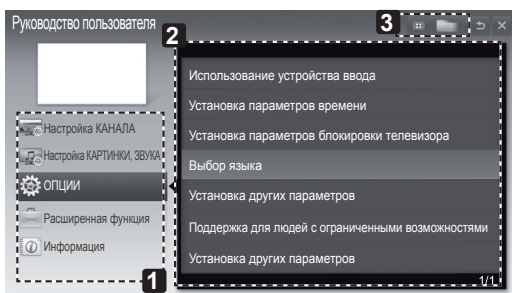 Руководство пользователя
3
2
Использование устройства ввода
Установка параметров времени
Установка параметров блокировки телевизора
Выбор языка
Установка других параметров
Поддержка для людей с ограниченными возможностями
Установка других параметров
1/1
Настройка КАНАЛА
Настройка КАРТИНКИ, ЗВУКА
ОПЦИИ
Расширенная функция
Информация
1